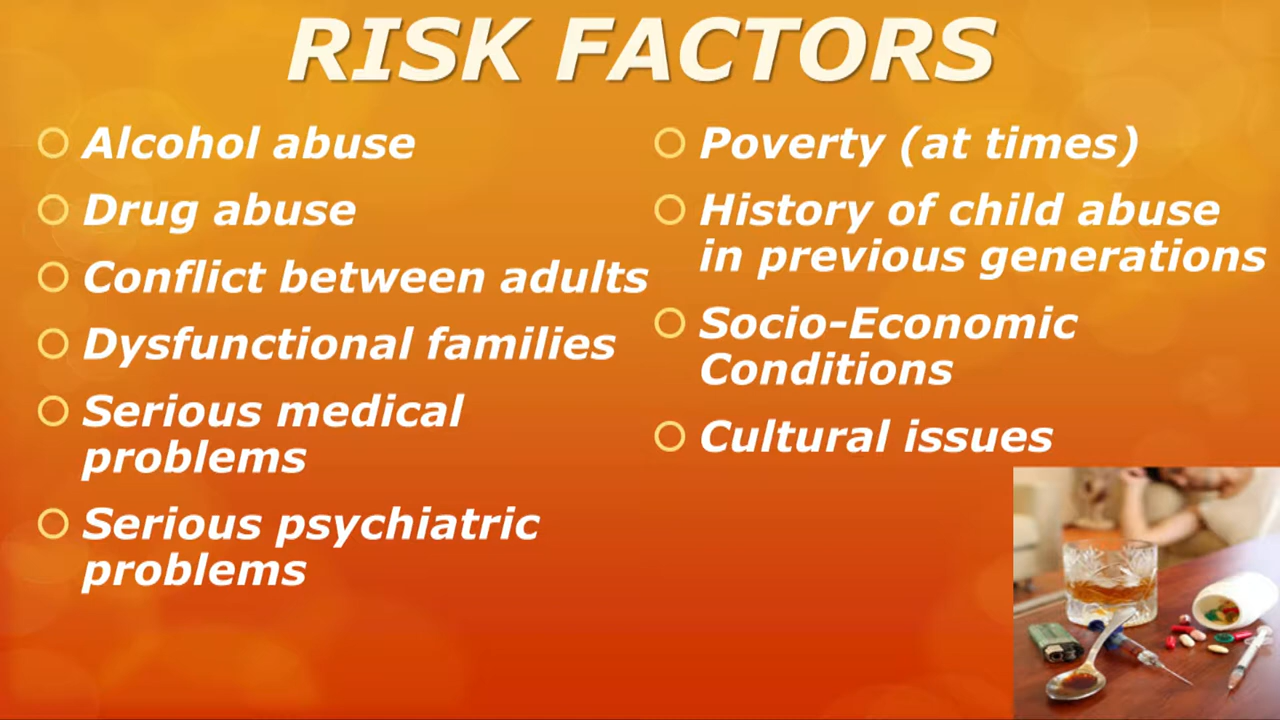 RISK FACTORS
Alcohol abuse
Drug abuse
Conflict between adults
Dysfunctional families
Serious medical
problems
Serious psychiatric
problems
Poverty (at times)
History of child abuse
in previous generations
Socio-Economic
Conditions
Cultural issues